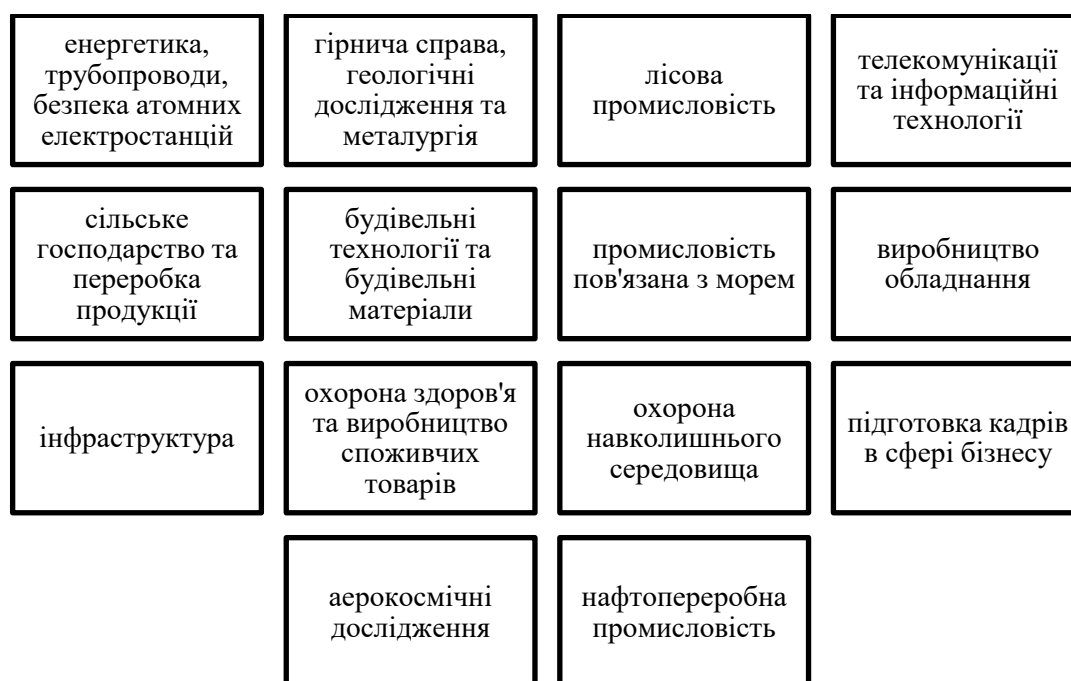 енергетика,
трубопроводи,
безпека атомних
електростанцій
гірнича справа,
геологічні
дослідження та
металургія
лісова
промисловість
телекомунікації
та інформаційні
технології
сільське
господарство та
переробка
продукції
будівельні
технології та
будівельні
матеріали
промисловість
пов'язана з морем
виробництво
обладнання
інфраструктура
охорона здоров'я
та виробництво
споживчих
товарів
охорона
навколишнього
середовища
підготовка кадрів
в сфері бізнесу
аерокосмічні
дослідження
нафтопереробна
промисловість